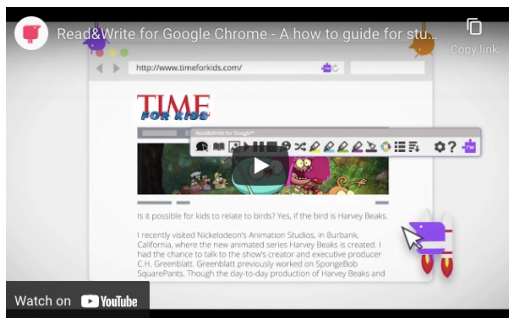 Read&Write for Google Chrome - A how to guide for stu...
Copy link
http://www.timeforkids.com/
TIME
FOR KIDS
Read&Write for Google™
Is it possible for kids to relate to birds? Yes, if the bird is Harvey Beaks.
I recently visited Nickelodeon's Animation Studios, in Burbank,
California, where the new animated series Harvey Beaks is created. I
had the chance to talk to the show's creator and executive producer
C.H. Greenblatt. Greenblatt previously worked on SpongeBob
SquarePants. Though the day-to-day production of Harvey Beaks and
Watch on YouTube